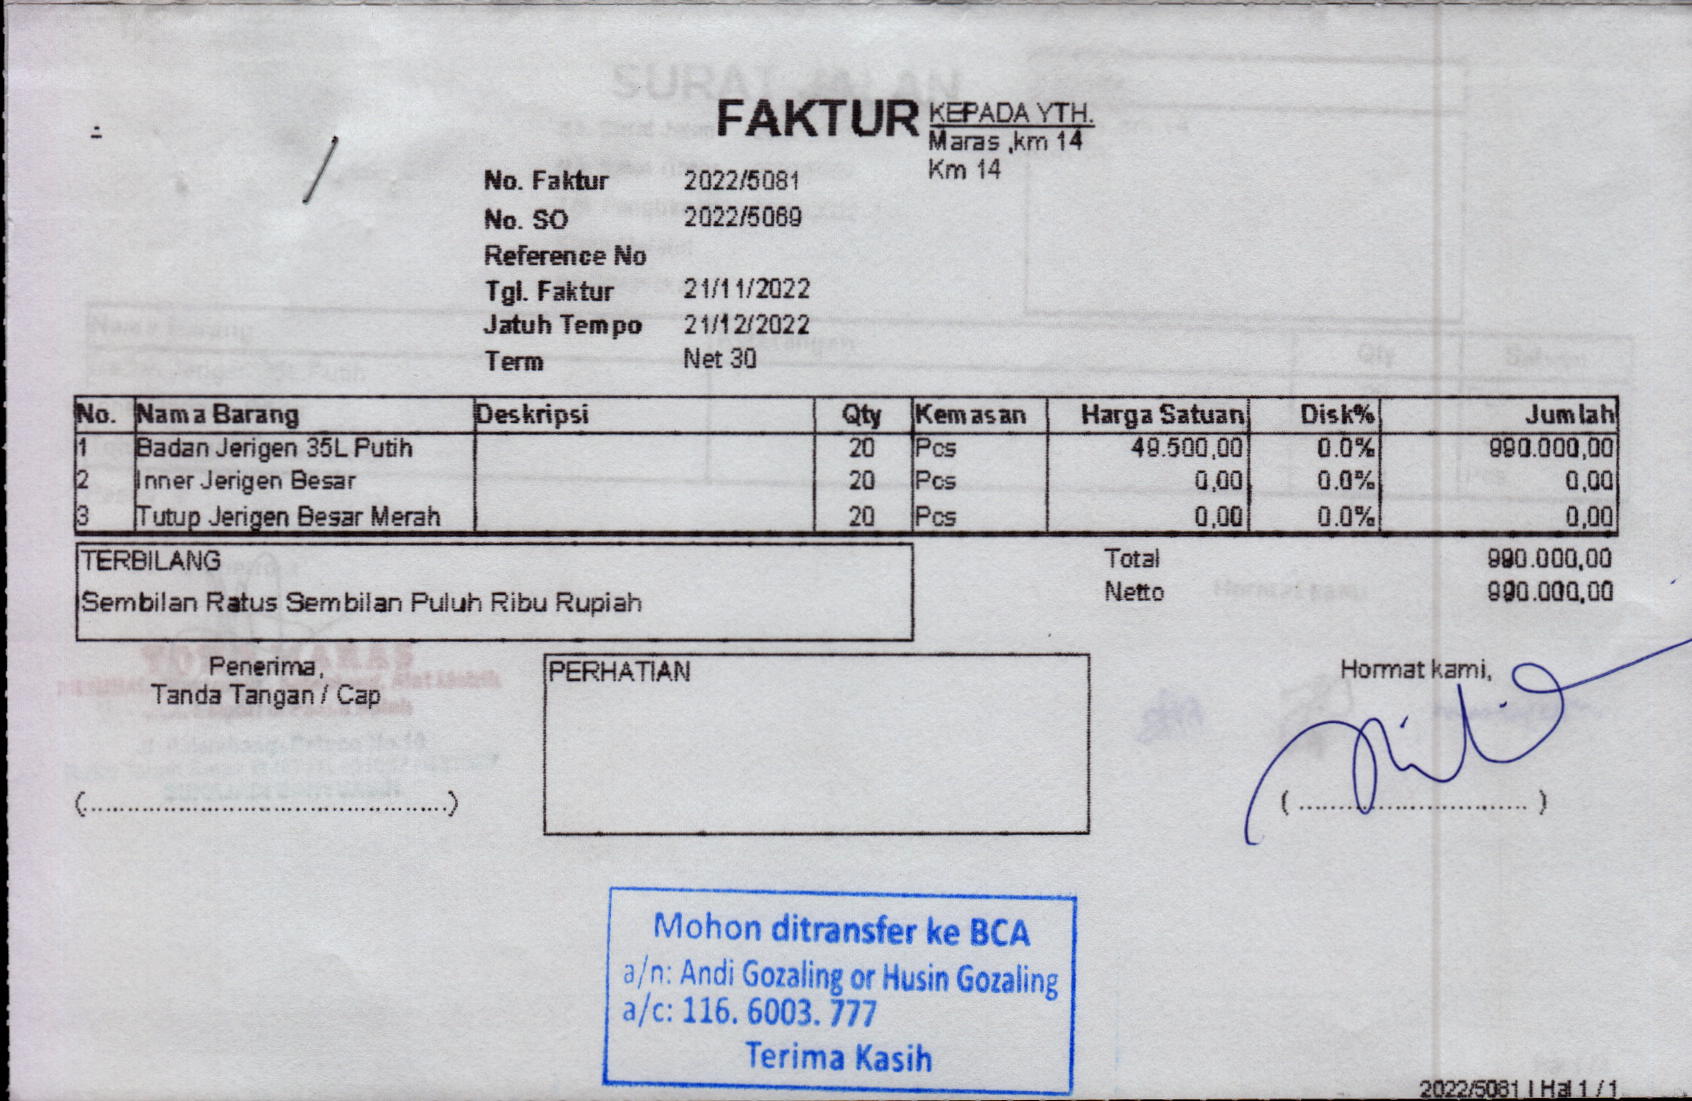 FAKTUR
KEPADA YTH.
Maras ,km 14
Km 14
No. Faktur 2022/5081
No. SO 2022/5069
Reference No
Tgl. Faktur 21/11/2022
Jatuh Tempo 21/12/2022
Term Net 30
No. Nama Barang Deskripsi Qty Kemasan Harga Satuan Disk% Jumlah
1 Badan Jerigen 35L Putih 20 Pcs 49.500,00 0.0% 990.000,00
2 Inner Jerigen Besar 20 Pcs 0,00 0.0% 0,00
3 Tutup Jerigen Besar Merah 20 Pcs 0,00 0.0% 0,00
TERBILANG
Sembilan Ratus Sembilan Puluh Ribu Rupiah
Total 990.000,00
Netto 990.000,00
Penerima,
Tanda Tangan / Cap
(................................................)
PERHATIAN
Hormat kami,
( .............................. )
Mohon ditransfer ke BCA
a/n: Andi Gozaling or Husin Gozaling
a/c: 116. 6003. 777
Terima Kasih
2022/5081 | Hal 1 / 1